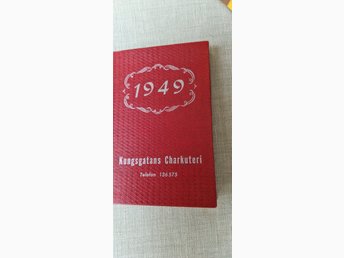 1949
Kungsgatans Charkuteri
Telefon 126575